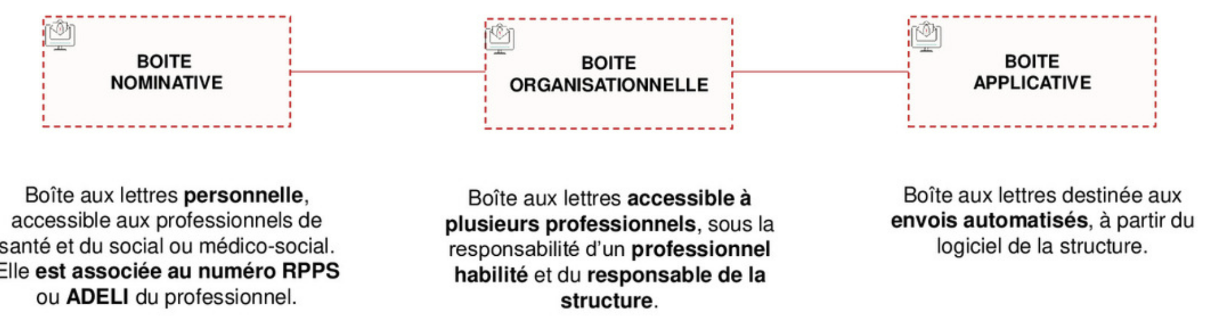 BOITE
NOMINATIVE
BOITE
ORGANISATIONNELLE
BOITE
APPLICATIVE
Boîte aux lettres personnelle,
accessible aux professionnels de
santé et du social ou médico-social.
Elle est associée au numéro RPPS
ou ADELI du professionnel.
Boîte aux lettres accessible à
plusieurs professionnels, sous la
responsabilité d'un professionnel
habilité et du responsable de la
structure.
Boîte aux lettres destinée aux
envois automatisés, à partir du
logiciel de la structure.